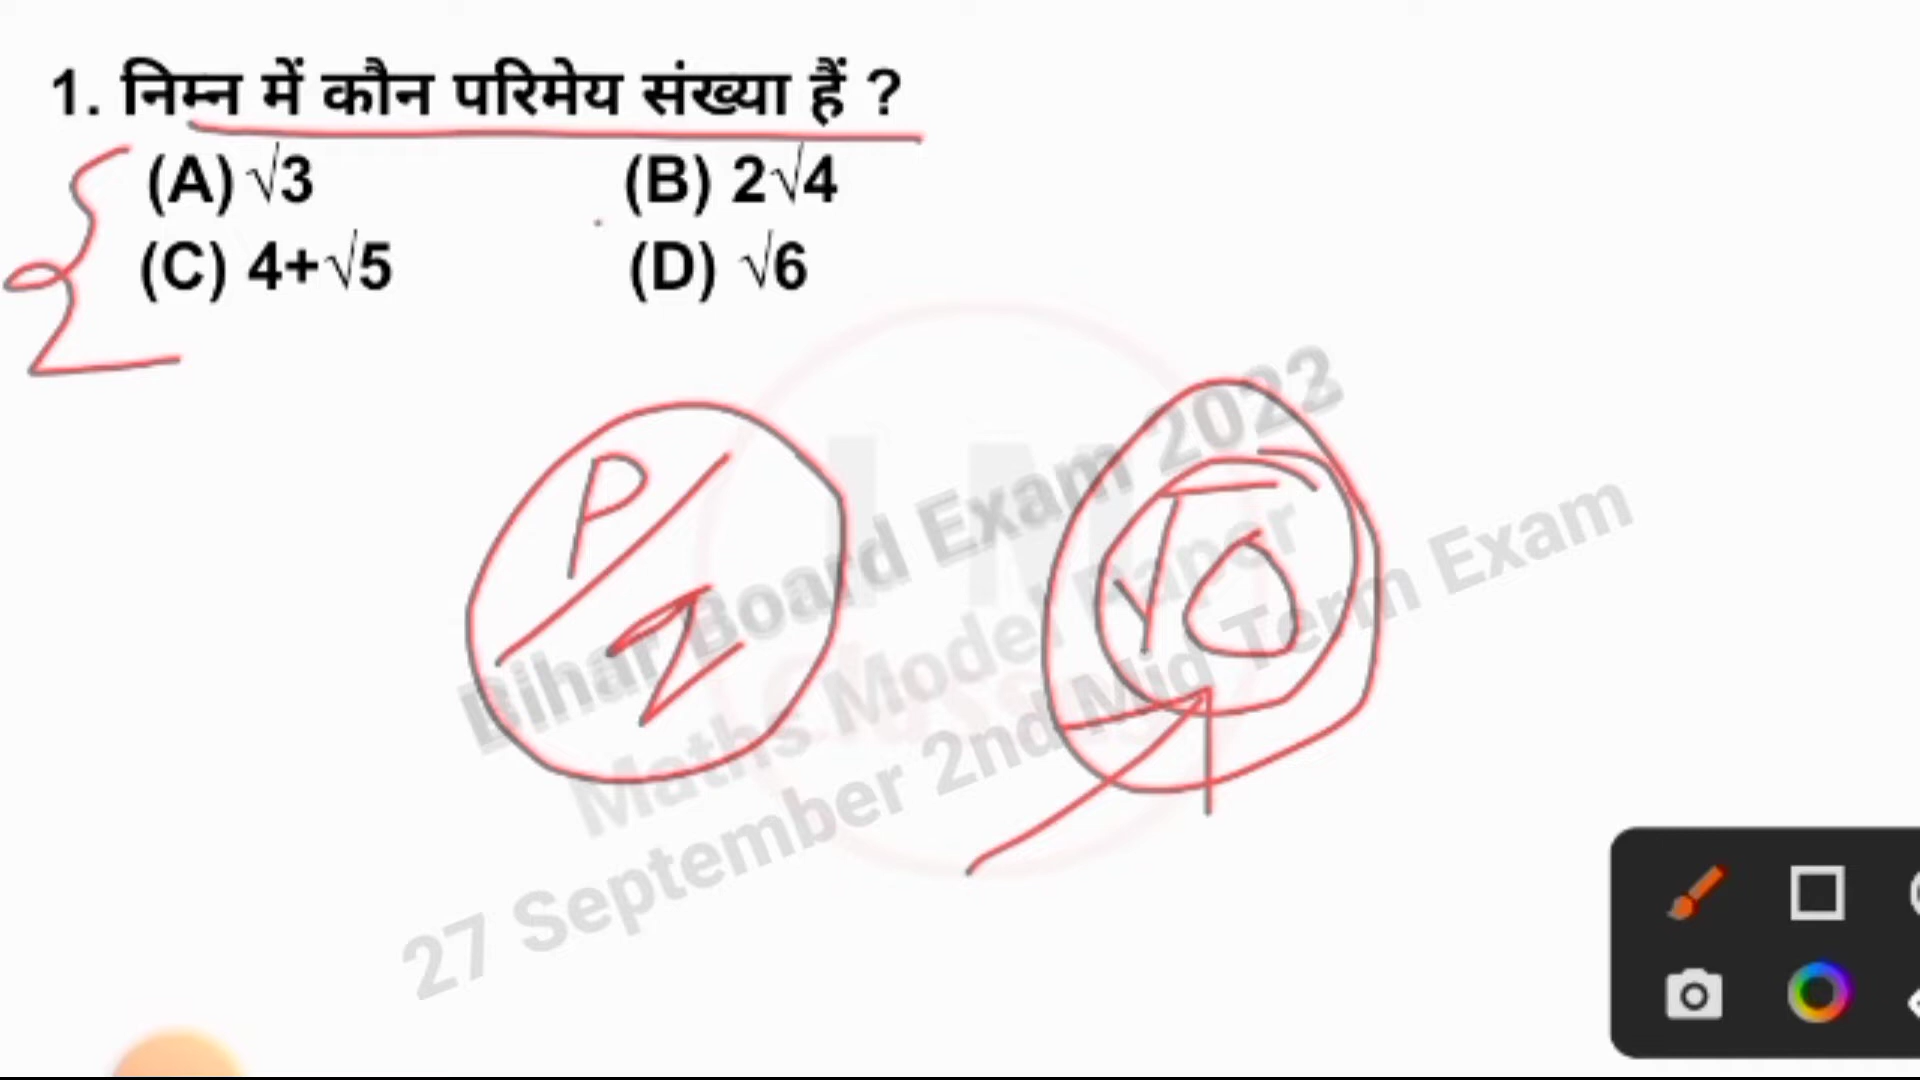 1. निम्न में कौन परिमेय संख्या हैं ?
(A) √3 (B) 2√4
(C) 4+√5 (D) √6
P/q
√0
Bihar Board Exam 2022
Maths Model Paper
27 September 2nd Mid Term Exam